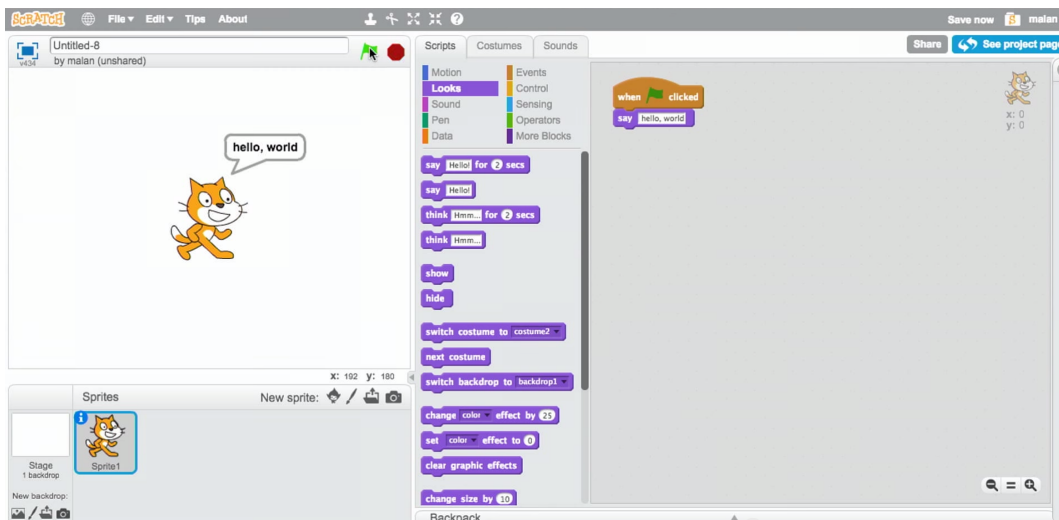 SCRATCH File Edit Tips About Save now malan
Untitled-8
by malan (unshared)
v434
Scripts Costumes Sounds
Share See project page
Motion Events
Looks Control
Sound Sensing
Pen Operators
Data More Blocks
when clicked
say hello, world
x: 0
y: 0
hello, world
say Hello! for 2 secs
say Hello!
think Hmm... for 2 secs
think Hmm...
show
hide
switch costume to costume2
next costume
switch backdrop to backdrop1
change color effect by 25
set color effect to 0
clear graphic effects
change size by 10
X: 192 y: 180
Sprites New sprite:
Sprite1
Stage
1 backdrop
New backdrop:
Backpack